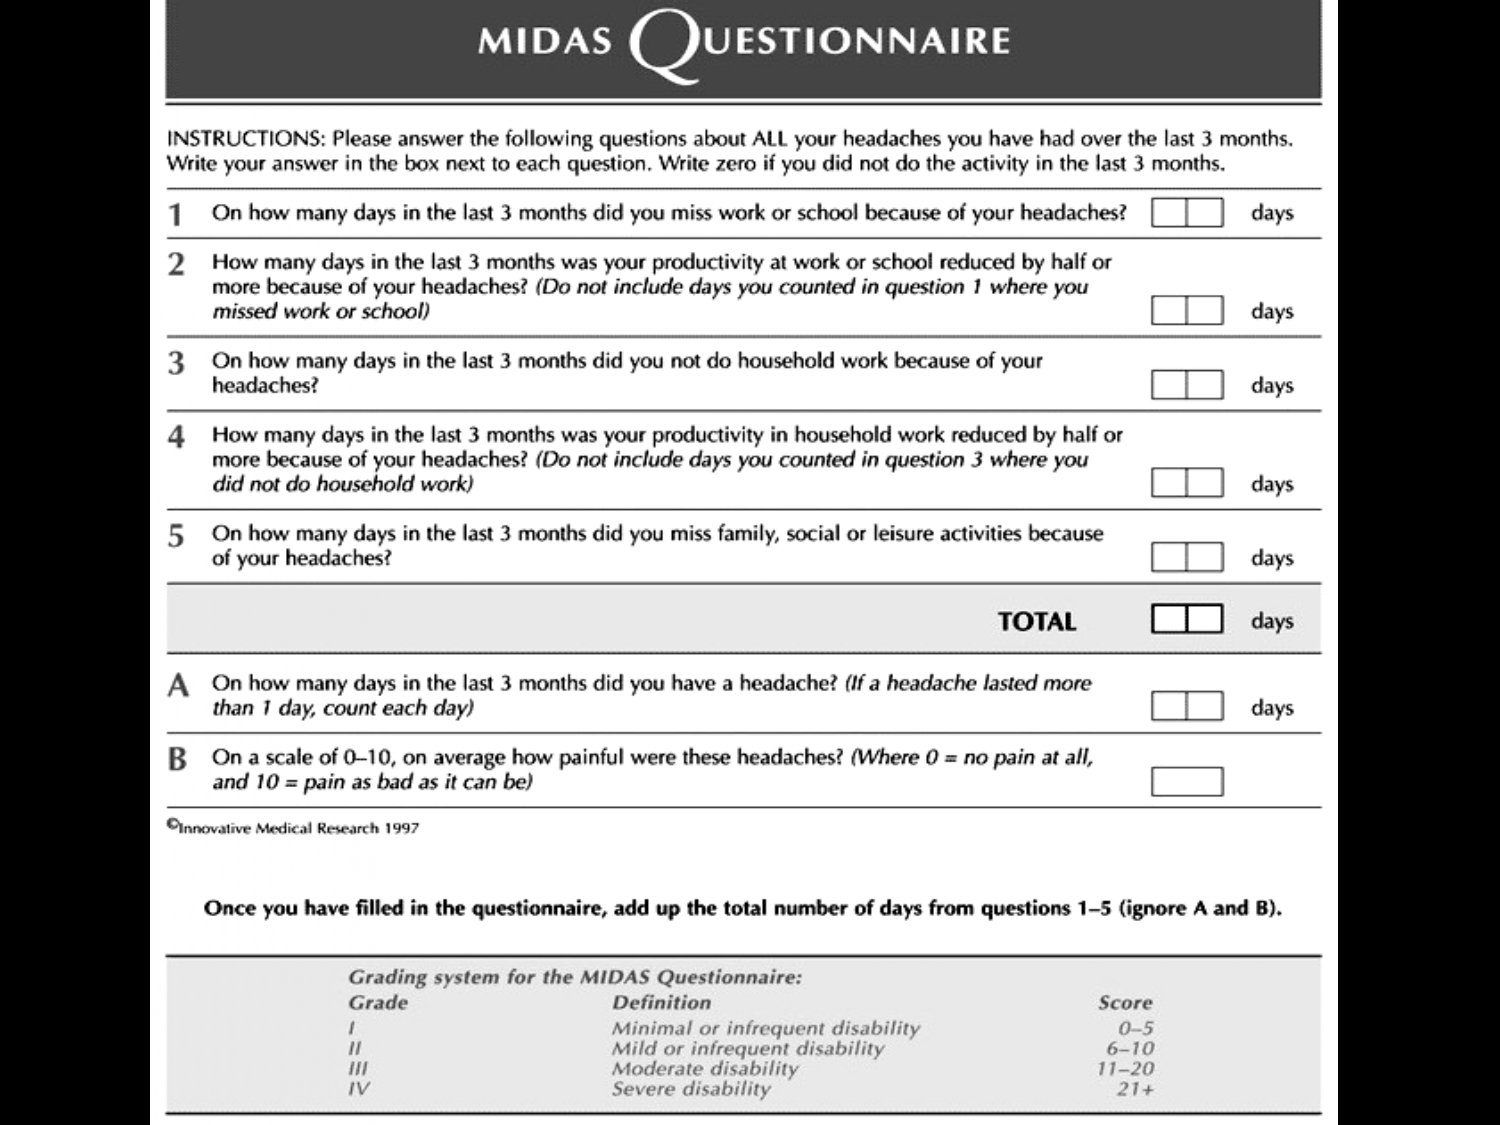 MIDAS QUESTIONNAIRE
INSTRUCTIONS: Please answer the following questions about ALL your headaches you have had over the last 3 months.
Write your answer in the box next to each question. Write zero if you did not do the activity in the last 3 months.
1 On how many days in the last 3 months did you miss work or school because of your headaches? days
2 How many days in the last 3 months was your productivity at work or school reduced by half or
more because of your headaches? (Do not include days you counted in question 1 where you
missed work or school) days
3 On how many days in the last 3 months did you not do household work because of your
headaches? days
4 How many days in the last 3 months was your productivity in household work reduced by half or
more because of your headaches? (Do not include days you counted in question 3 where you
did not do household work) days
5 On how many days in the last 3 months did you miss family, social or leisure activities because
of your headaches? days
TOTAL days
A On how many days in the last 3 months did you have a headache? (If a headache lasted more
than 1 day, count each day) days
B On a scale of 0–10, on average how painful were these headaches? (Where 0 = no pain at all,
and 10 = pain as bad as it can be)
©Innovative Medical Research 1997
Once you have filled in the questionnaire, add up the total number of days from questions 1–5 (ignore A and B).
Grading system for the MIDAS Questionnaire:
Grade Definition Score
I Minimal or infrequent disability 0–5
II Mild or infrequent disability 6–10
III Moderate disability 11–20
IV Severe disability 21+